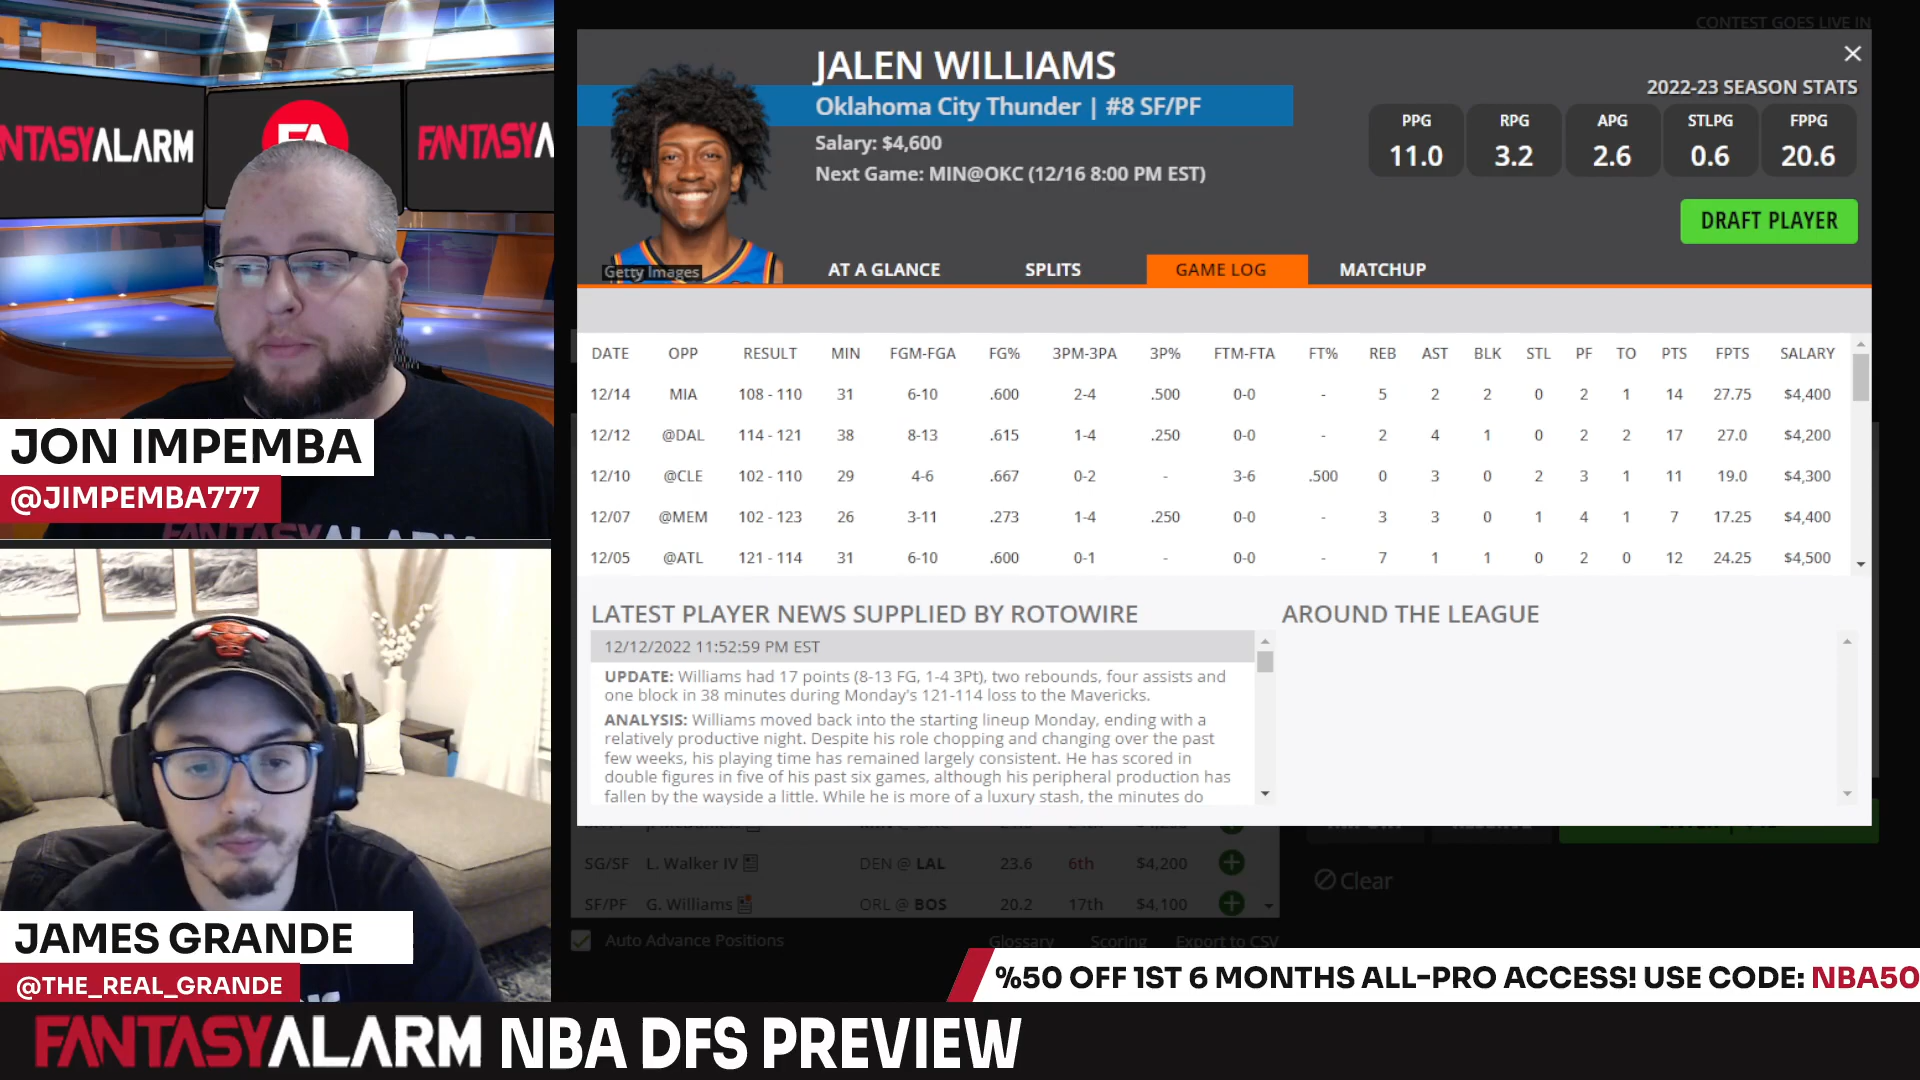 CONTEST GOES LIVE IN
JALEN WILLIAMS
Oklahoma City Thunder | #8 SF/PF
Salary: $4,600
Next Game: MIN@OKC (12/16 8:00 PM EST)
Getty Images
2022-23 SEASON STATS
PPG RPG APG STLPG FPPG
11.0 3.2 2.6 0.6 20.6
DRAFT PLAYER
AT A GLANCE SPLITS GAME LOG MATCHUP
DATE OPP RESULT MIN FGM-FGA FG% 3PM-3PA 3P% FTM-FTA FT% REB AST BLK STL PF TO PTS FPTS SALARY
12/14 MIA 108 - 110 31 6-10 .600 2-4 .500 0-0 - 5 2 2 0 2 1 14 27.75 $4,400
12/12 @DAL 114 - 121 38 8-13 .615 1-4 .250 0-0 - 2 4 1 0 2 2 17 27.0 $4,200
12/10 @CLE 102 - 110 29 4-6 .667 0-2 - 3-6 .500 0 3 0 2 3 1 11 19.0 $4,300
12/07 @MEM 102 - 123 26 3-11 .273 1-4 .250 0-0 - 3 3 0 1 4 1 7 17.25 $4,400
12/05 @ATL 121 - 114 31 6-10 .600 0-1 - 0-0 - 7 1 1 0 2 0 12 24.25 $4,500
LATEST PLAYER NEWS SUPPLIED BY ROTOWIRE
12/12/2022 11:52:59 PM EST
UPDATE: Williams had 17 points (8-13 FG, 1-4 3Pt), two rebounds, four assists and
one block in 38 minutes during Monday's 121-114 loss to the Mavericks.
ANALYSIS: Williams moved back into the starting lineup Monday, ending with a
relatively productive night. Despite his role chopping and changing over the past
few weeks, his playing time has remained largely consistent. He has scored in
double figures in five of his past six games, although his peripheral production has
fallen by the wayside a little. While he is more of a luxury stash, the minutes do
AROUND THE LEAGUE
SG/SF L. Walker IV DEN @ LAL 23.6 6th $4,200
SF/PF G. Williams ORL @ BOS 20.2 17th $4,100
Clear
Auto Advance Positions
Glossary Scoring Export to CSV
NTASYALARM
FA
FANTASYA
JON IMPEMBA
@JIMPEMBA777
FANTASYALARM
JAMES GRANDE
@THE_REAL_GRANDE
%50 OFF 1ST 6 MONTHS ALL-PRO ACCESS! USE CODE: NBA50
FANTASYALARM NBA DFS PREVIEW